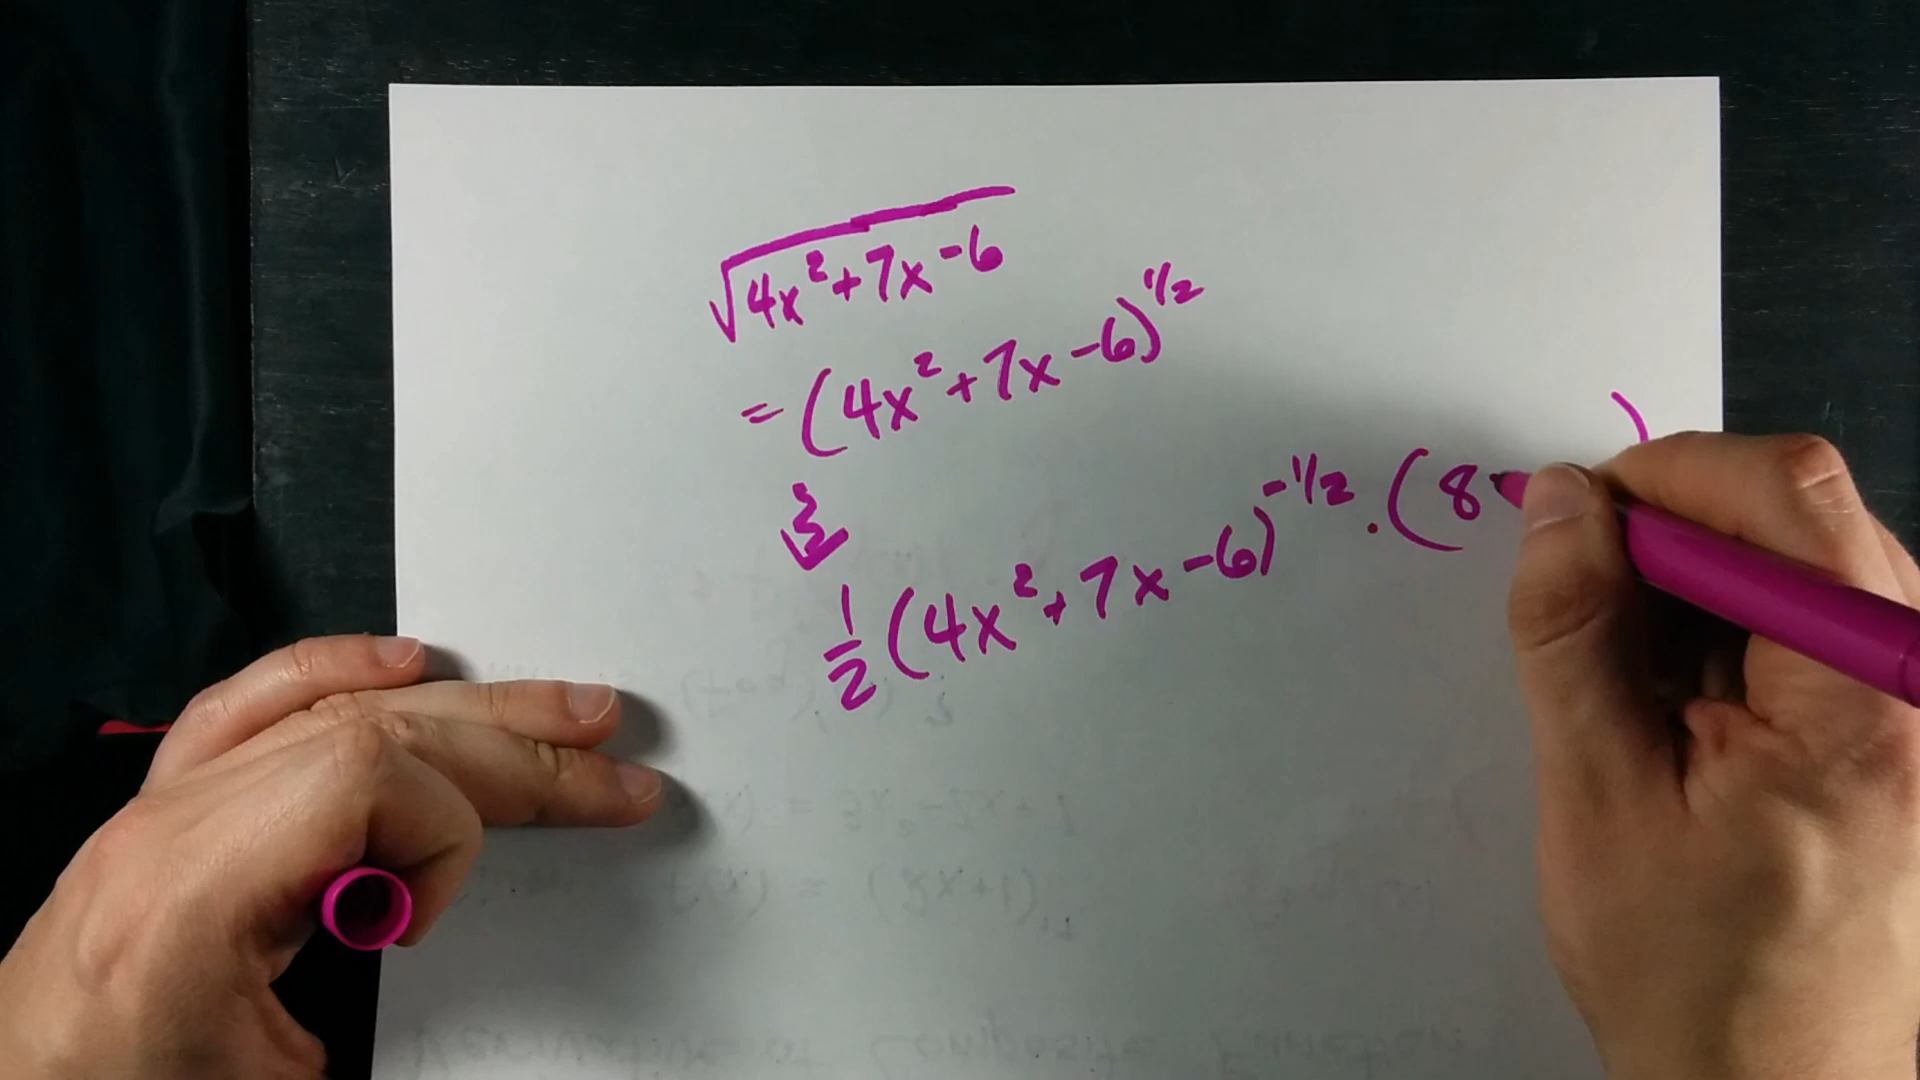 √4x²+7x-6
= (4x²+7x-6)^1/2
1/2 (4x²+7x-6)^-1/2 · (8 )